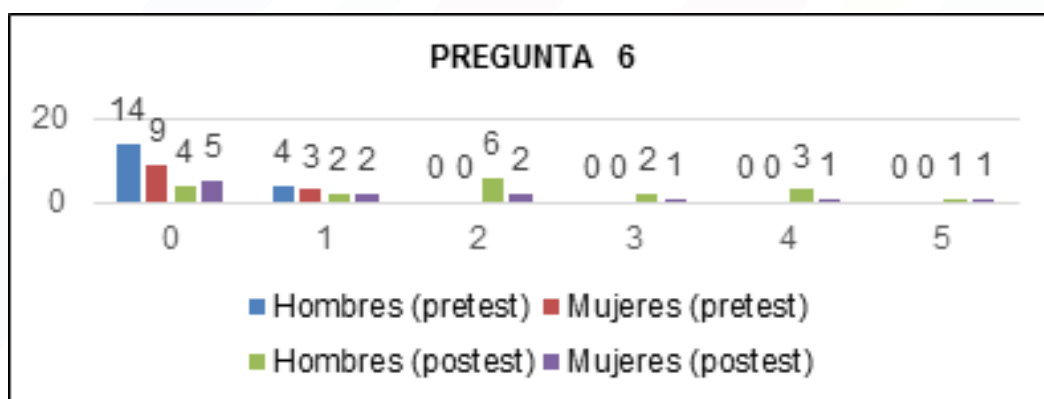 PREGUNTA 6
20
14 9 4 5 4 3 2 2 0 0 6 2 0 0 2 1 0 0 3 1 0 0 1 1
0
0 1 2 3 4 5
Hombres (pretest) Mujeres (pretest)
Hombres (postest) Mujeres (postest)